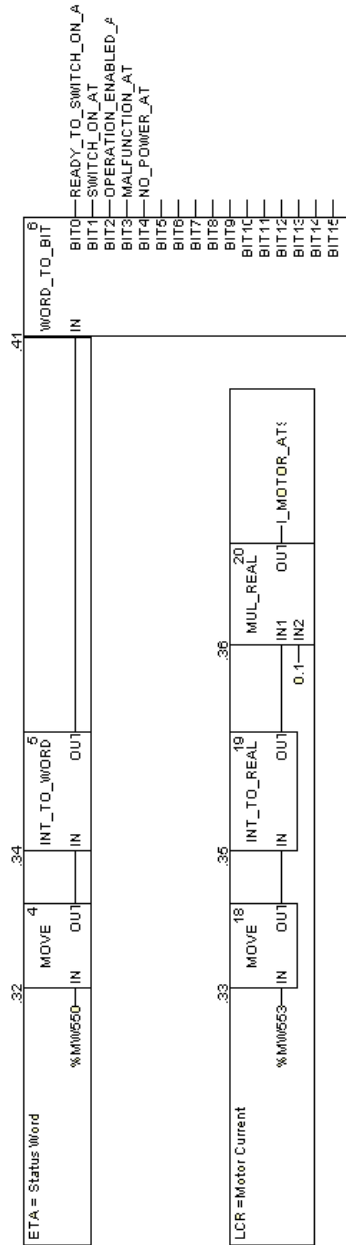 ETA = Status Word
%MW550
.32
4
MOVE
IN OUT
.34
5
INT_TO_WORD
IN OUT
.41
6
WORD_TO_BIT
IN
BIT0 READY_TO_SWITCH_ON_A
BIT1 SWITCH_ON_AT
BIT2 OPERATION_ENABLED_A
BIT3 MALFUNCTION_AT
BIT4 NO_POWER_AT
BIT5
BIT6
BIT7
BIT8
BIT9
BIT10
BIT11
BIT12
BIT13
BIT14
BIT15
LCR =Motor Current
%MW553
.33
18
MOVE
IN OUT
.35
19
INT_TO_REAL
IN OUT
.36
20
MUL_REAL
IN1 OUT I_MOTOR_ATS
0.1 IN2